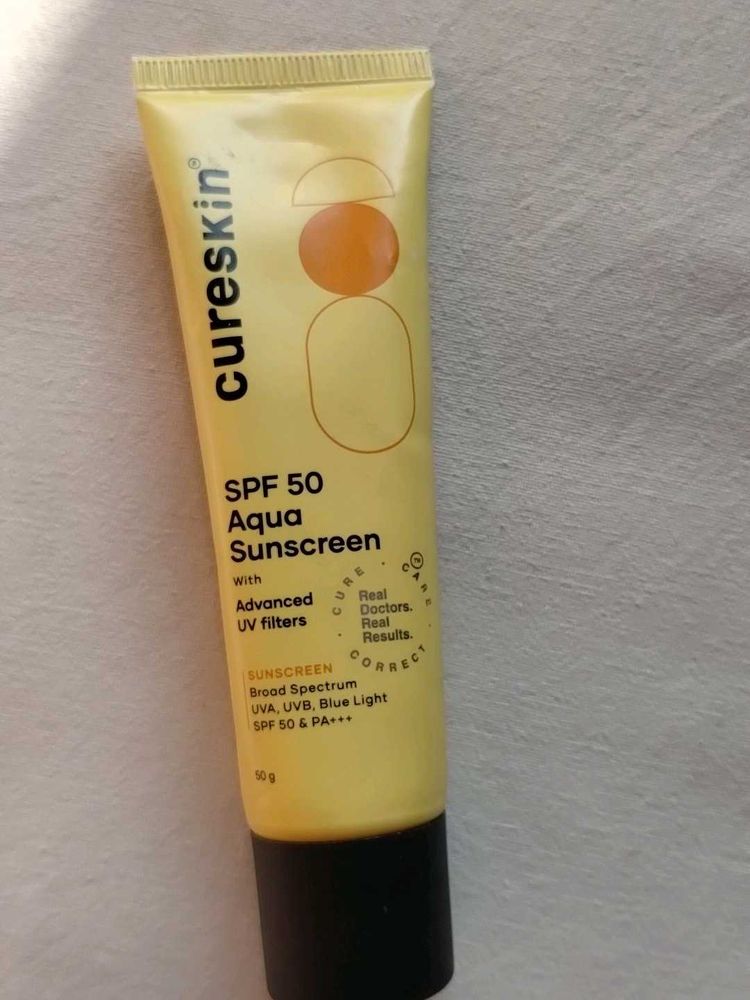 cureskin®
SPF 50
Aqua
Sunscreen
With
Advanced
UV filters
CURE · CARE · CORRECT ·
TM
Real
Doctors.
Real
Results.
SUNSCREEN
Broad Spectrum
UVA, UVB, Blue Light
SPF 50 & PA+++
50 g